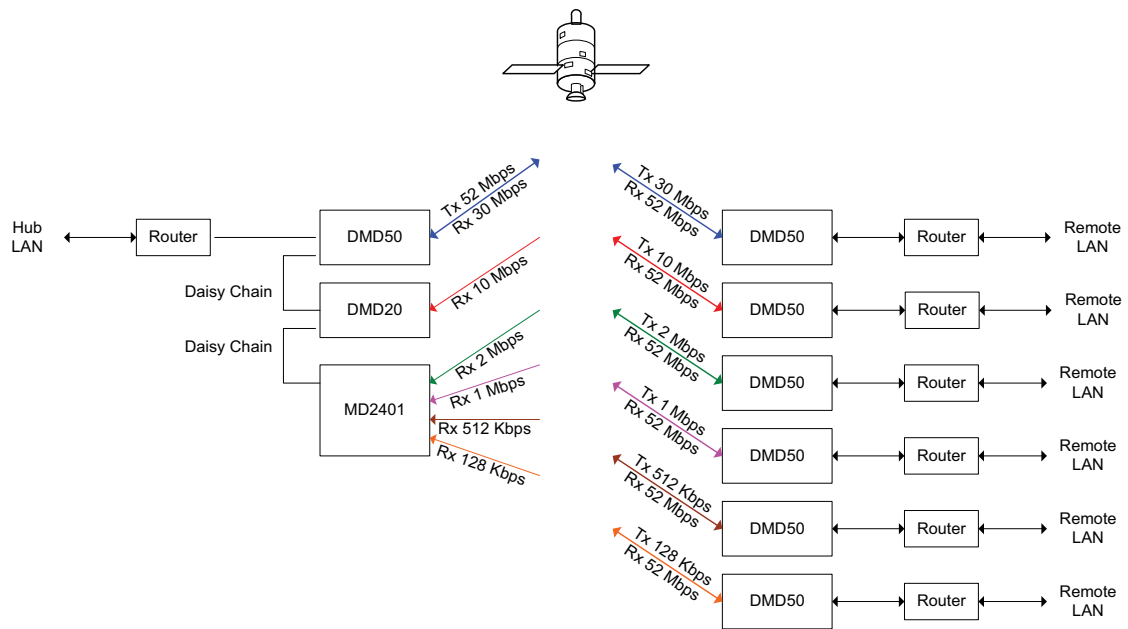 Hub
LAN
Router
DMD50
Tx 52 Mbps
Rx 30 Mbps
Daisy Chain
DMD20
Rx 10 Mbps
Daisy Chain
MD2401
Rx 2 Mbps
Rx 1 Mbps
Rx 512 Kbps
Rx 128 Kbps
Tx 30 Mbps
Rx 52 Mbps
DMD50
Router
Remote
LAN
Tx 10 Mbps
Rx 52 Mbps
DMD50
Router
Remote
LAN
Tx 2 Mbps
Rx 52 Mbps
DMD50
Router
Remote
LAN
Tx 1 Mbps
Rx 52 Mbps
DMD50
Router
Remote
LAN
Tx 512 Kbps
Rx 52 Mbps
DMD50
Router
Remote
LAN
Tx 128 Kbps
Rx 52 Mbps
DMD50
Router
Remote
LAN